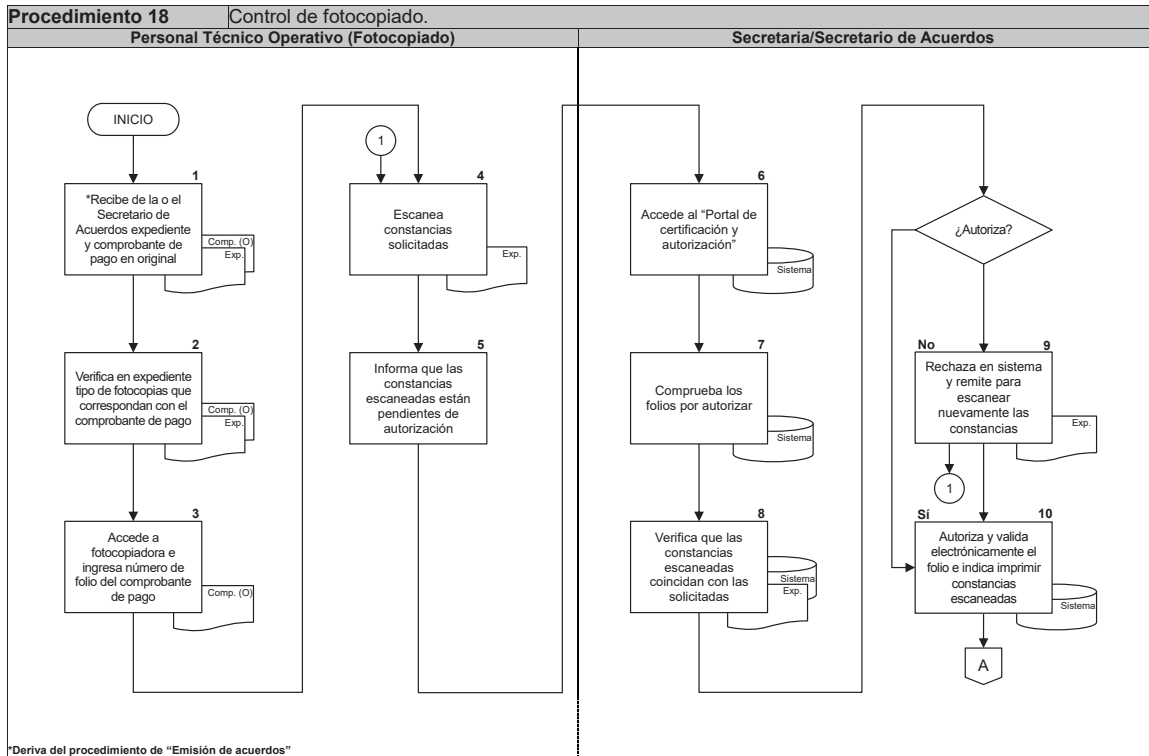 Procedimiento 18 Control de fotocopiado.
Personal Técnico Operativo (Fotocopiado)
Secretaria/Secretario de Acuerdos
INICIO
1
*Recibe de la o el
Secretario de
Acuerdos expediente
y comprobante de
pago en original
Comp. (O)
Exp.
2
Verifica en expediente
tipo de fotocopias que
correspondan con el
comprobante de pago
Comp. (O)
Exp.
3
Accede a
fotocopiadora e
ingresa número de
folio del comprobante
de pago
Comp. (O)
1
4
Escanea
constancias
solicitadas
Exp.
5
Informa que las
constancias
escaneadas están
pendientes de
autorización
6
Accede al “Portal de
certificación y
autorización”
Sistema
7
Comprueba los
folios por autorizar
Sistema
8
Verifica que las
constancias
escaneadas
coincidan con las
solicitadas
Sistema
Exp.
¿Autoriza?
No 9
Rechaza en sistema
y remite para
escanear
nuevamente las
constancias
Exp.
1
Sí 10
Autoriza y valida
electrónicamente el
folio e indica imprimir
constancias
escaneadas
Sistema
A
*Deriva del procedimiento de “Emisión de acuerdos”